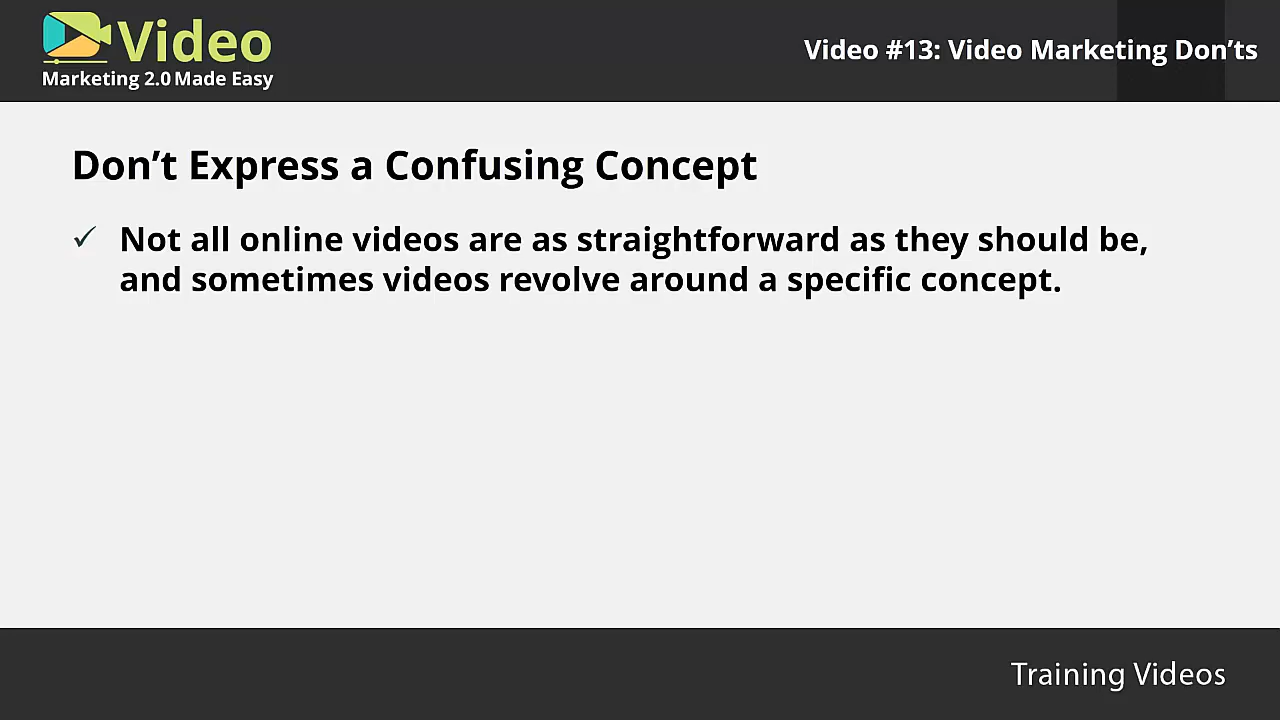 Video
Marketing 2.0 Made Easy
Video #13: Video Marketing Don’ts
Don’t Express a Confusing Concept
✓ Not all online videos are as straightforward as they should be,
and sometimes videos revolve around a specific concept.
Training Videos